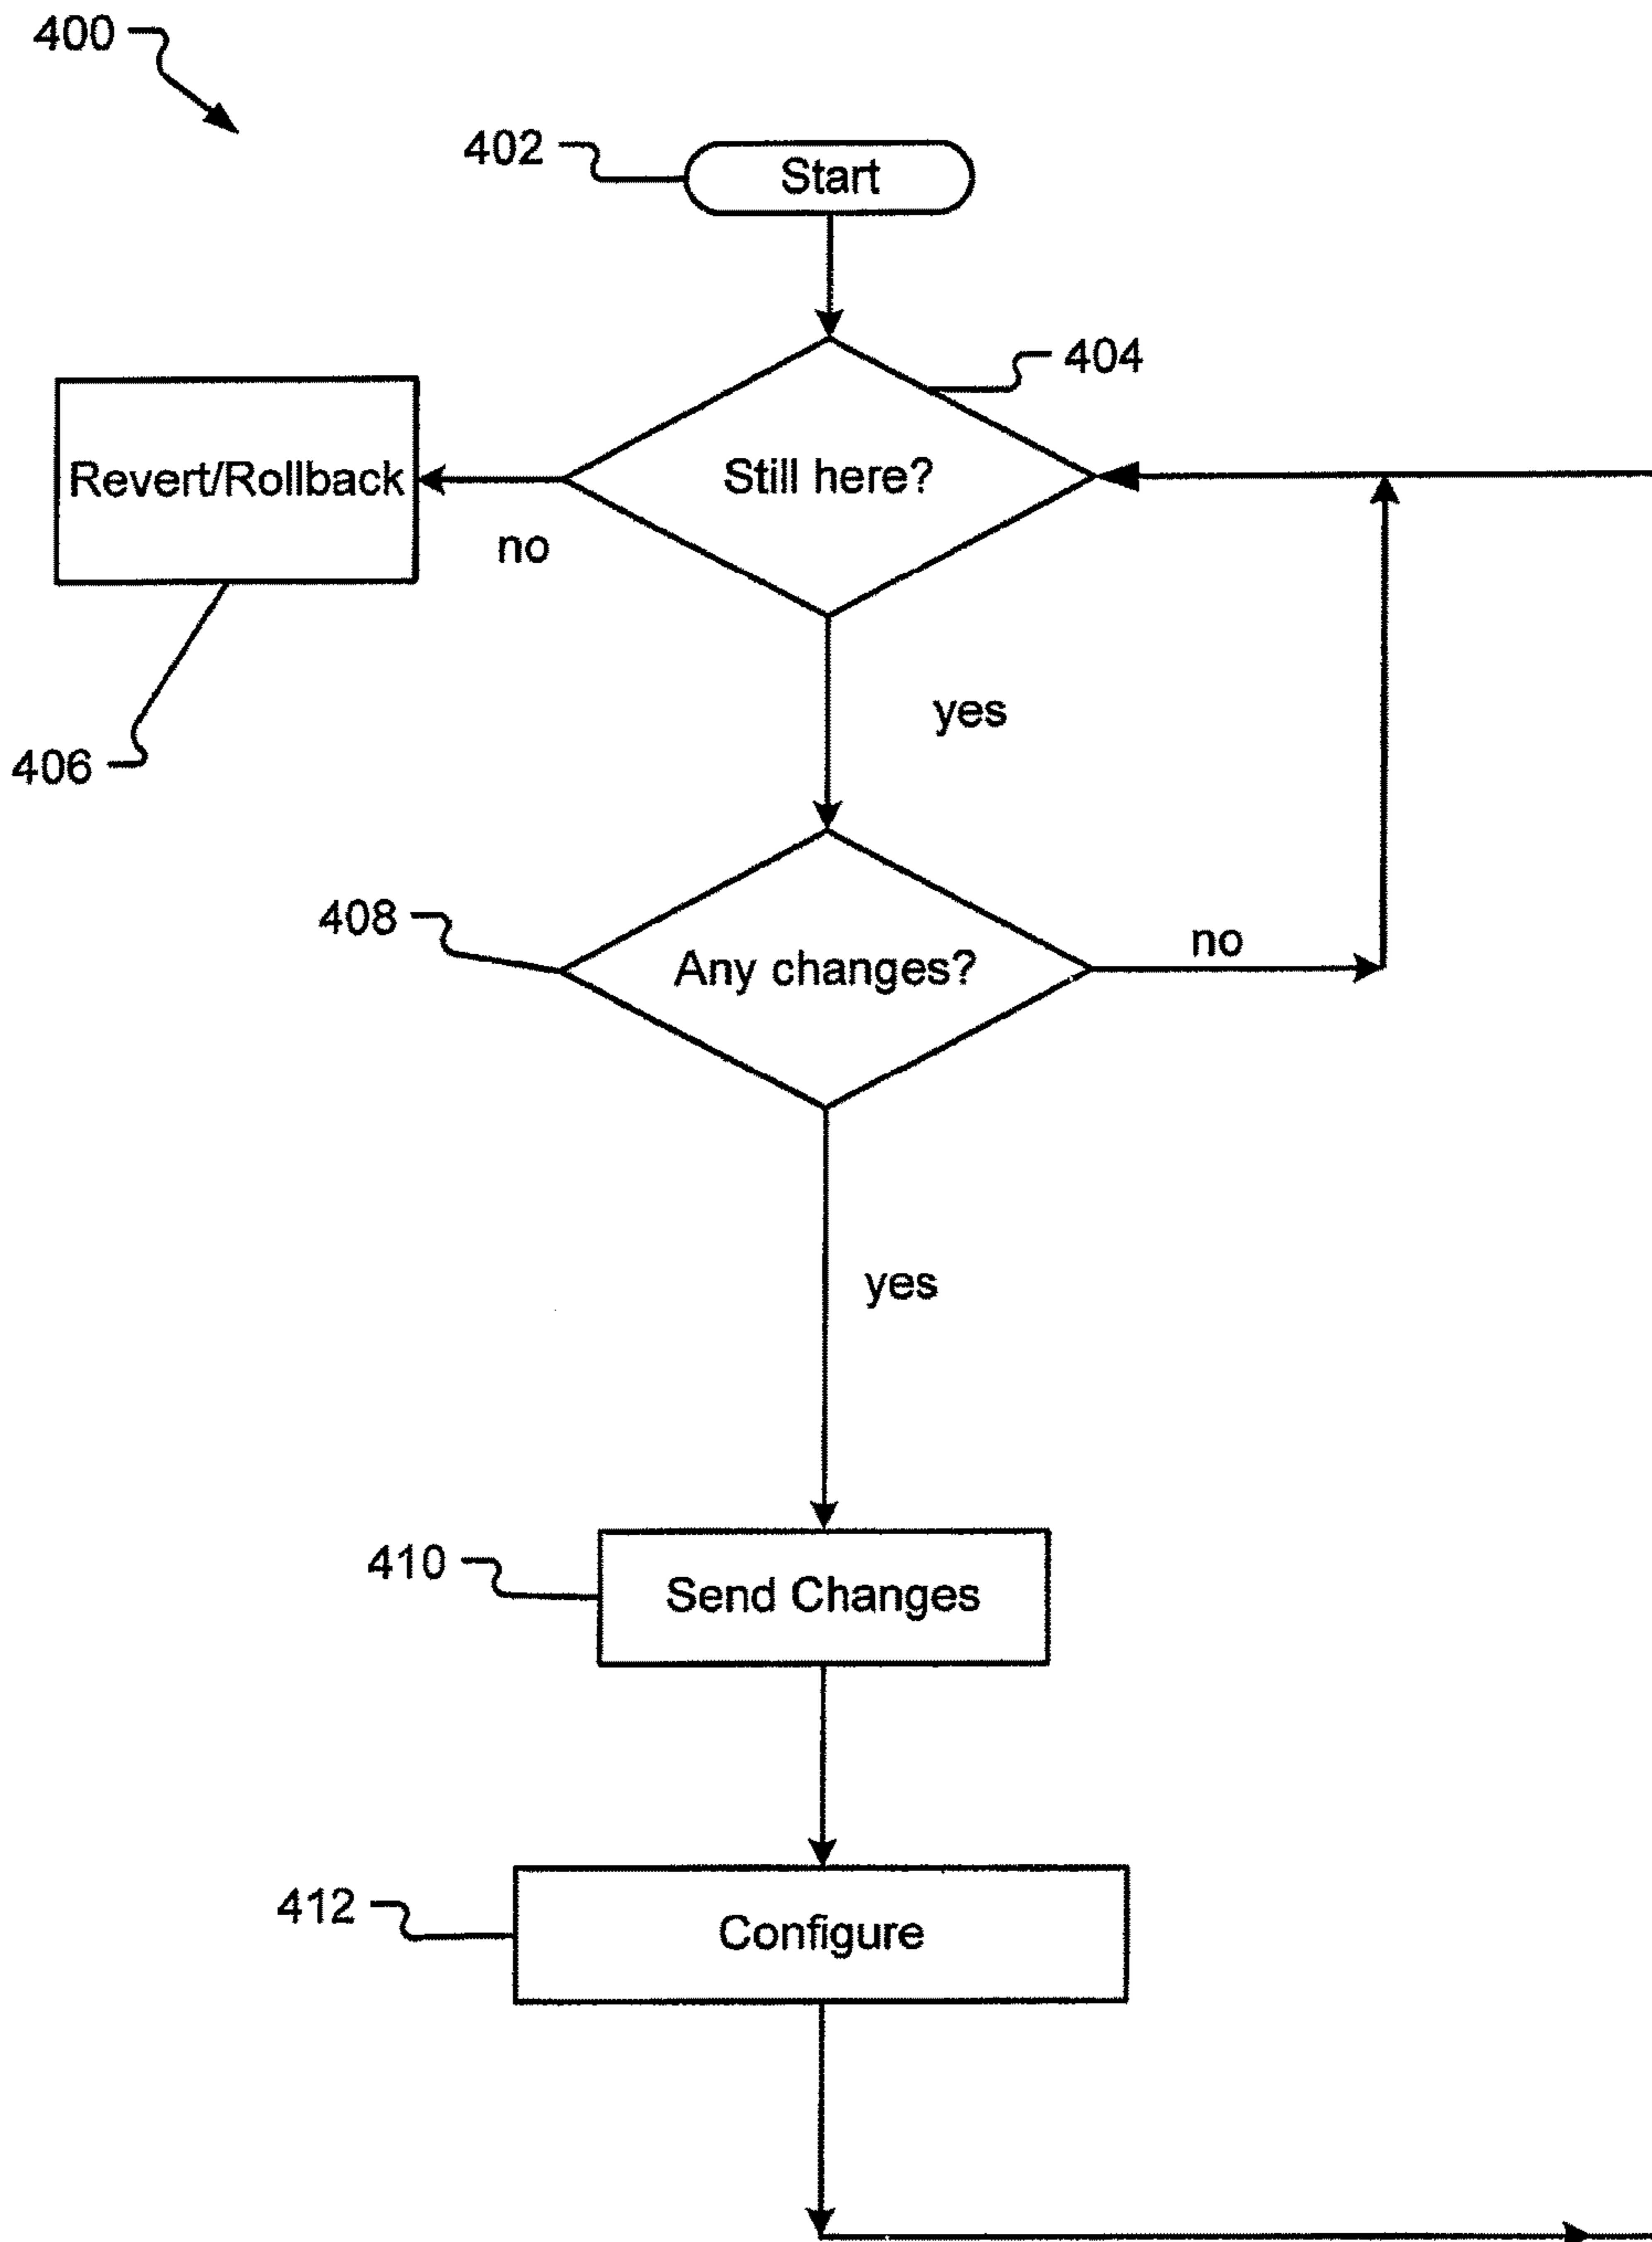 400
402
Start
404
Still here?
Revert/Rollback
no
yes
406
408
Any changes?
no
yes
410
Send Changes
412
Configure